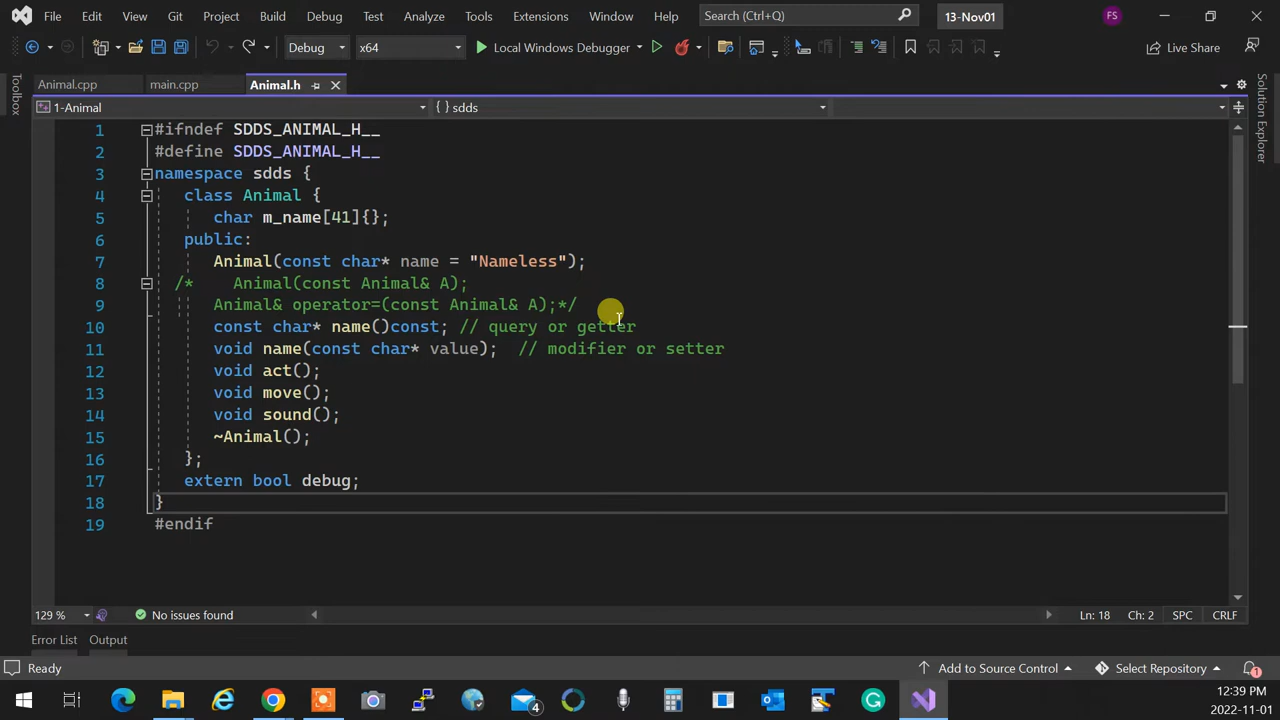 File Edit View Git Project Build Debug Test Analyze Tools Extensions Window Help Search (Ctrl+Q) 13-Nov01 FS
Debug x64 Local Windows Debugger Live Share
Toolbox
Animal.cpp main.cpp Animal.h
1-Animal {} sdds
Solution Explorer
1 #ifndef SDDS_ANIMAL_H__
2 #define SDDS_ANIMAL_H__
3 namespace sdds {
4 class Animal {
5 char m_name[41]{};
6 public:
7 Animal(const char* name = "Nameless");
8 /* Animal(const Animal& A);
9 Animal& operator=(const Animal& A);*/
10 const char* name()const; // query or getter
11 void name(const char* value); // modifier or setter
12 void act();
13 void move();
14 void sound();
15 ~Animal();
16 };
17 extern bool debug;
18 }
19 #endif
129 % No issues found Ln: 18 Ch: 2 SPC CRLF
Error List Output
Ready Add to Source Control Select Repository 1
4
12:39 PM
2022-11-01